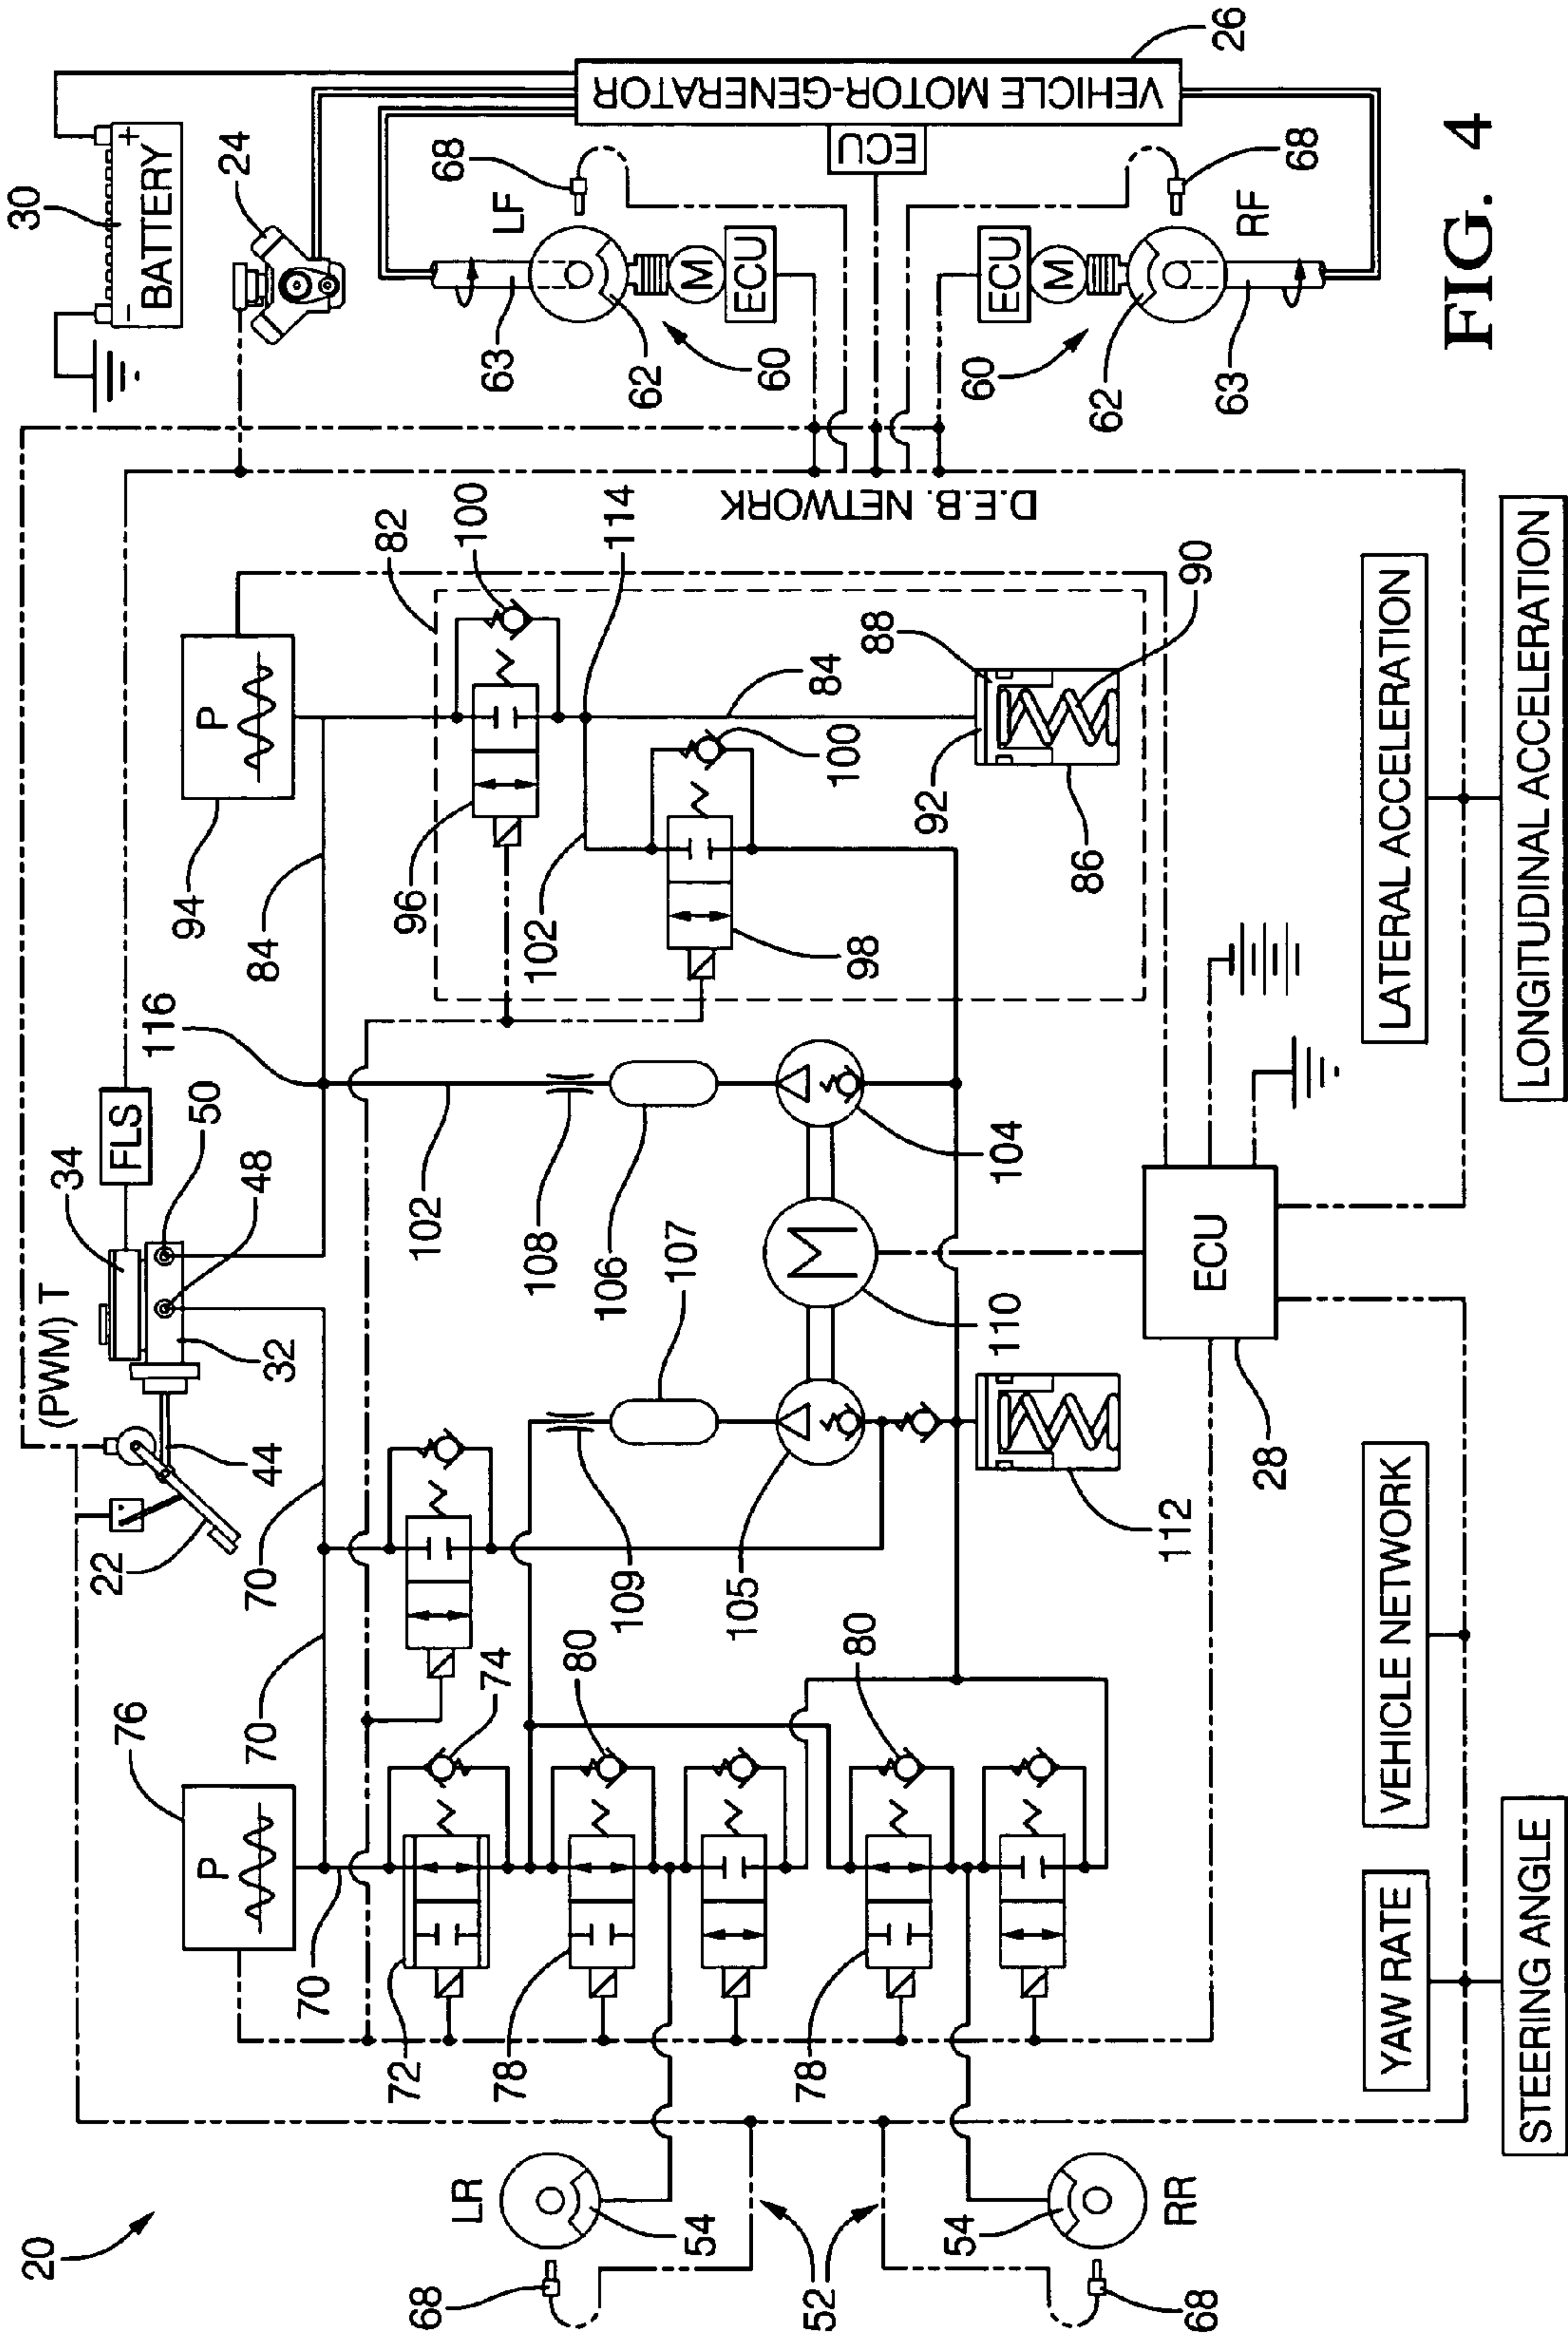 20
76
P
70
70
70
72
74
78
80
78
80
LR
RR
54
54
68
68
52
22
44
(PWM) T
32
34
48
50
FLS
116
84
94
P
102
108
109
106
107
105
104
M
110
112
ECU
28
82
96
100
102
98
100
114
84
92
88
90
86
D.E.B. NETWORK
30
BATTERY
+
-
24
63
62
60
LF
68
M
ECU
ECU
VEHICLE MOTOR-GENERATOR
26
ECU
M
60
62
63
RF
68
YAW RATE
STEERING ANGLE
VEHICLE NETWORK
LATERAL ACCELERATION
LONGITUDINAL ACCELERATION
FIG. 4